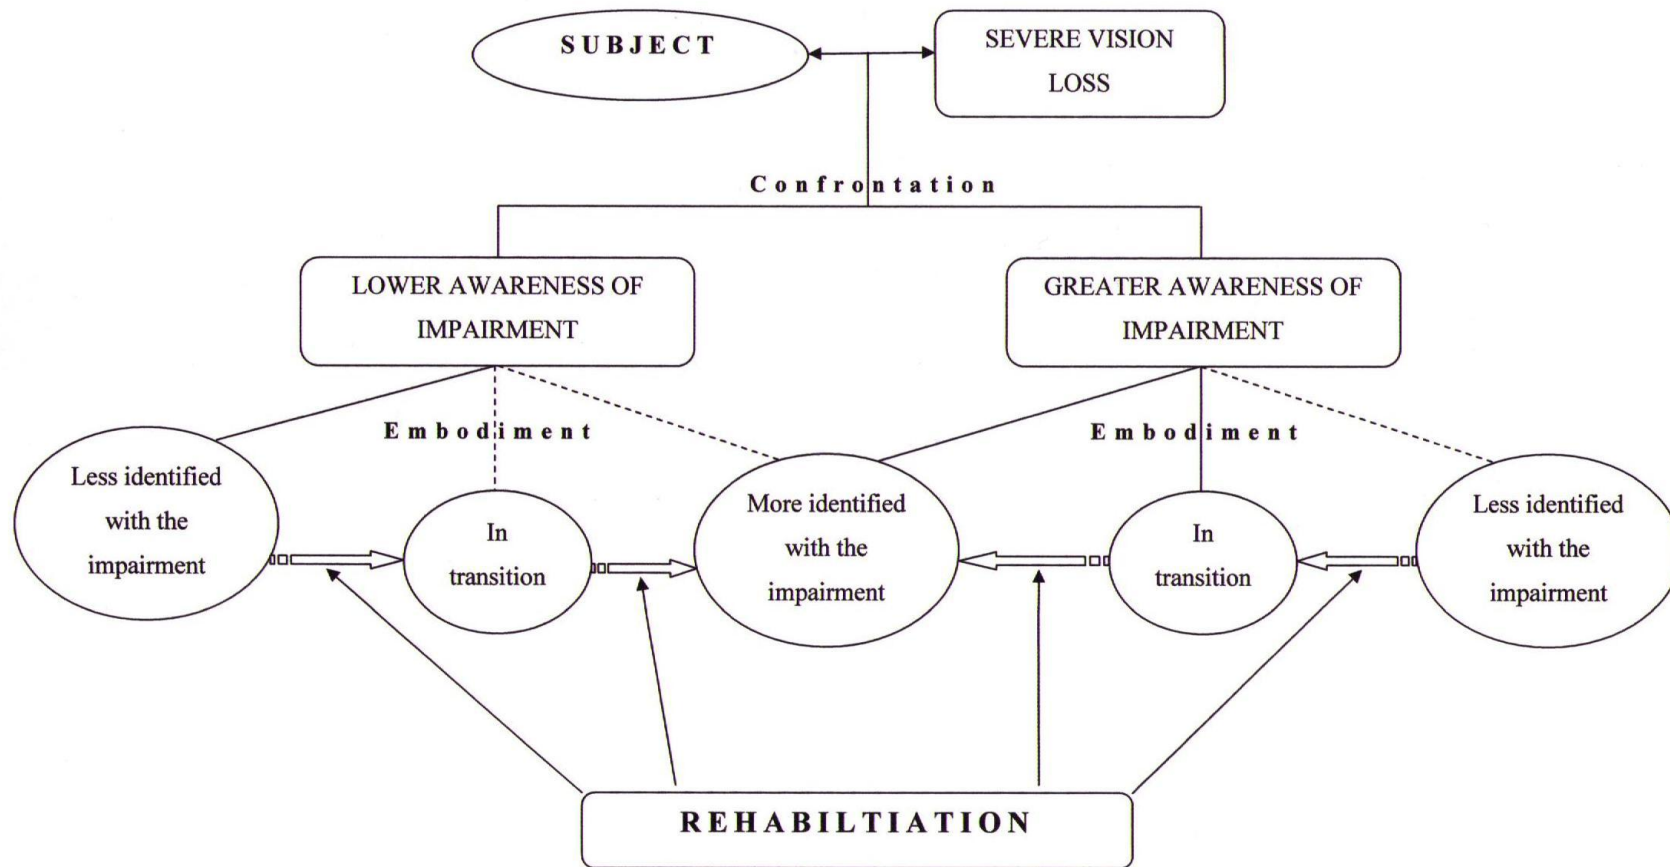 SUBJECT
SEVERE VISION
LOSS
Confrontation
LOWER AWARENESS OF
IMPAIRMENT
GREATER AWARENESS OF
IMPAIRMENT
Embodiment
Embodiment
Less identified
with the
impairment
In
transition
More identified
with the
impairment
In
transition
Less identified
with the
impairment
REHABILTIATION